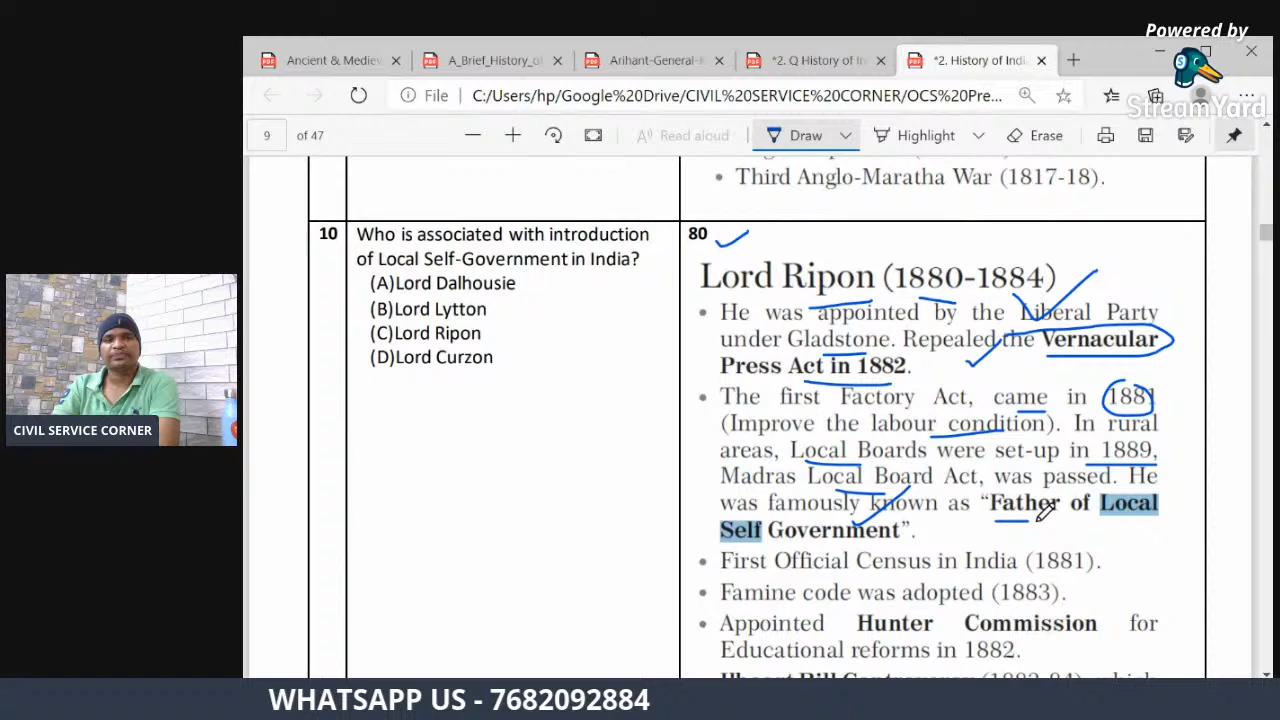 Powered by
StreamYard
Ancient & Mediev
A_Brief_History_of
Arihant-General-K
*2. Q History of In
*2. History of India
File
C:/Users/hp/Google%20Drive/CIVIL%20SERVICE%20CORNER/OCS%20Pre...
9 of 47
Read aloud
Draw
Highlight
Erase
• Third Anglo-Maratha War (1817-18).
10
Who is associated with introduction
of Local Self-Government in India?
(A)Lord Dalhousie
(B)Lord Lytton
(C)Lord Ripon
(D)Lord Curzon
80
Lord Ripon (1880-1884)
• He was appointed by the Liberal Party
under Gladstone. Repealed the Vernacular
Press Act in 1882.
• The first Factory Act, came in 1881
(Improve the labour condition). In rural
areas, Local Boards were set-up in 1889,
Madras Local Board Act, was passed. He
was famously known as “Father of Local
Self Government”.
• First Official Census in India (1881).
• Famine code was adopted (1883).
• Appointed Hunter Commission for
Educational reforms in 1882.
CIVIL SERVICE CORNER
WHATSAPP US - 7682092884